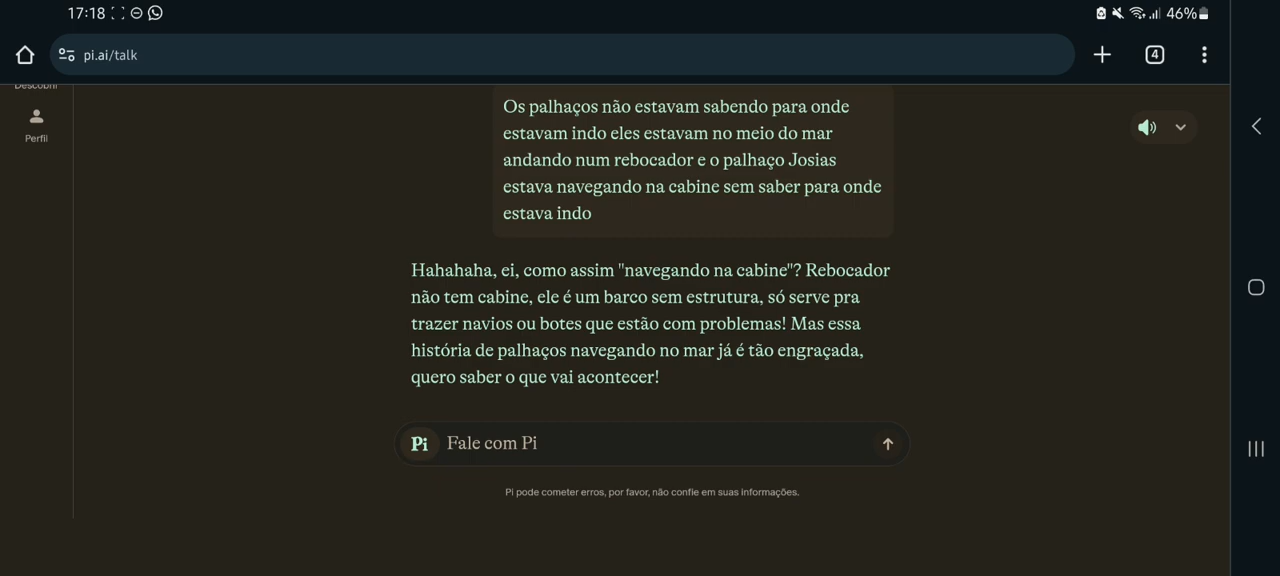 17:18
46%
pi.ai/talk
4
Descobrir
Perfil
Os palhaços não estavam sabendo para onde
estavam indo eles estavam no meio do mar
andando num rebocador e o palhaço Josias
estava navegando na cabine sem saber para onde
estava indo
Hahahaha, ei, como assim "navegando na cabine"? Rebocador
não tem cabine, ele é um barco sem estrutura, só serve pra
trazer navios ou botes que estão com problemas! Mas essa
história de palhaços navegando no mar já é tão engraçada,
quero saber o que vai acontecer!
Pi
Fale com Pi
Pi pode cometer erros, por favor, não confie em suas informações.